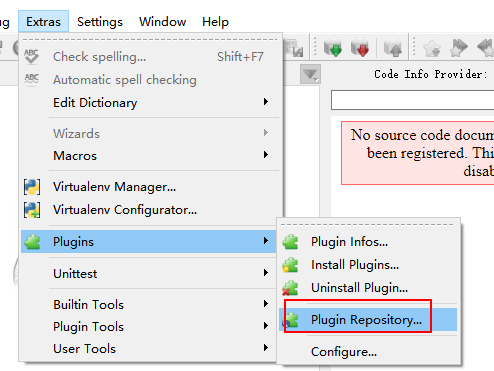 Extras
Settings
Window
Help
Check spelling... Shift+F7
Automatic spell checking
Edit Dictionary
Wizards
Macros
Virtualenv Manager...
Virtualenv Configurator...
Plugins
Unittest
Builtin Tools
Plugin Tools
User Tools
Plugin Infos...
Install Plugins...
Uninstall Plugin...
Plugin Repository...
Configure...
Code Info Provider:
No source code docum
been registered. Thi
disab